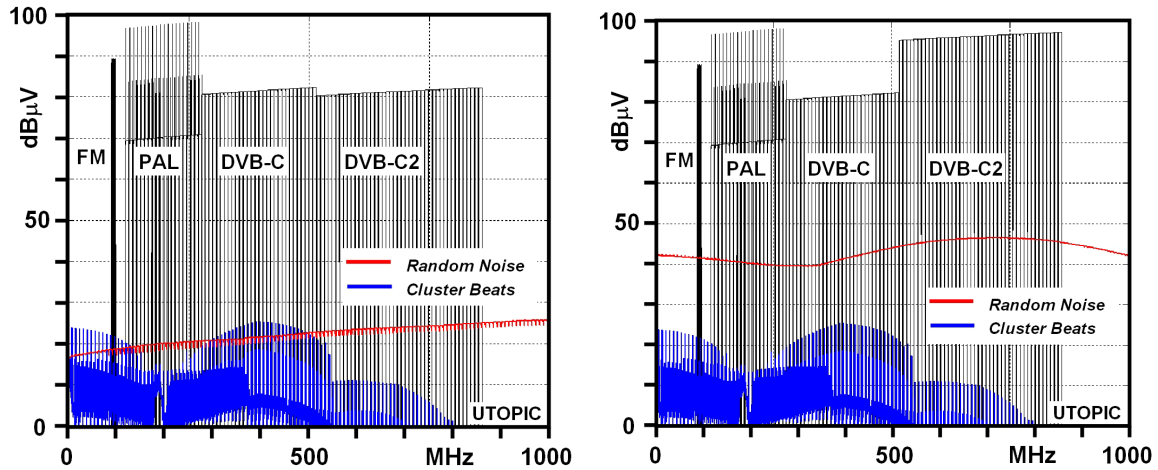 100
dBµV
FM
PAL
DVB-C
DVB-C2
50
Random Noise
Cluster Beats
UTOPIC
0
0
500
MHz
1000
100
dBµV
FM
PAL
DVB-C
DVB-C2
50
Random Noise
Cluster Beats
UTOPIC
0
0
500
MHz
1000